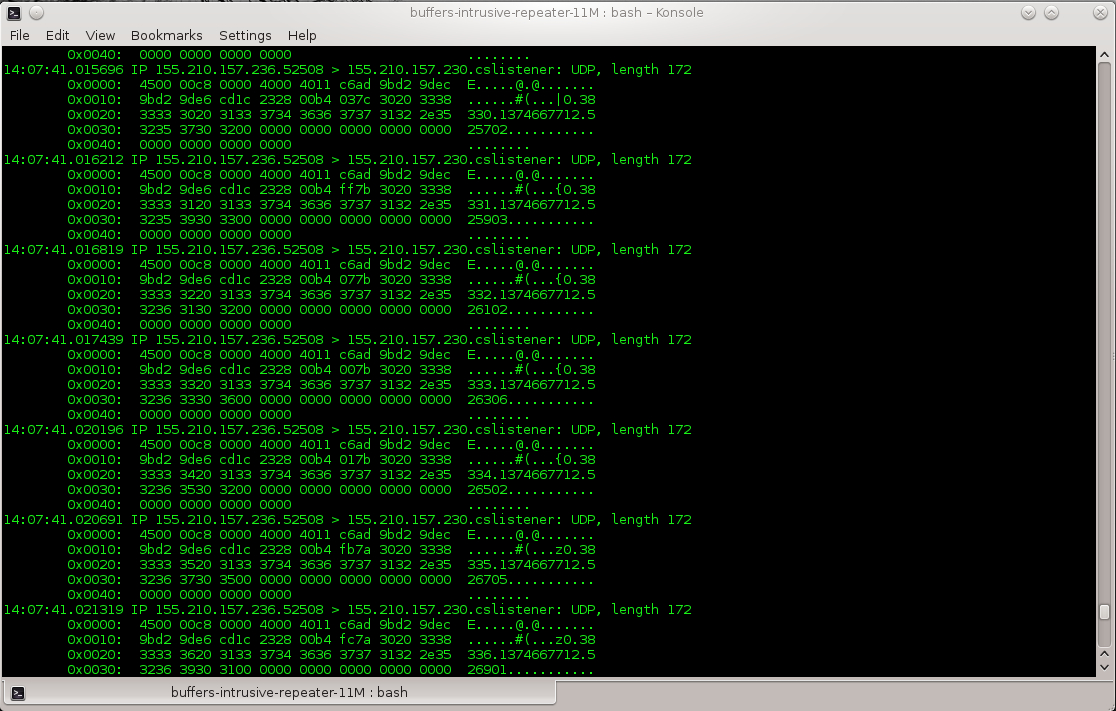 buffers-intrusive-repeater-11M : bash – Konsole
File Edit View Bookmarks Settings Help
0x0040: 0000 0000 0000 0000 ........
14:07:41.015696 IP 155.210.157.236.52508 > 155.210.157.230.cslistener: UDP, length 172
0x0000: 4500 00c8 0000 4000 4011 c6ad 9bd2 9dec E.....@.@.......
0x0010: 9bd2 9de6 cd1c 2328 00b4 037c 3020 3338 ......#(...|0.38
0x0020: 3333 3020 3133 3734 3636 3737 3132 2e35 330.1374667712.5
0x0030: 3235 3730 3200 0000 0000 0000 0000 0000 25702...........
0x0040: 0000 0000 0000 0000 ........
14:07:41.016212 IP 155.210.157.236.52508 > 155.210.157.230.cslistener: UDP, length 172
0x0000: 4500 00c8 0000 4000 4011 c6ad 9bd2 9dec E.....@.@.......
0x0010: 9bd2 9de6 cd1c 2328 00b4 ff7b 3020 3338 ......#(...{0.38
0x0020: 3333 3120 3133 3734 3636 3737 3132 2e35 331.1374667712.5
0x0030: 3235 3930 3300 0000 0000 0000 0000 0000 25903...........
0x0040: 0000 0000 0000 0000 ........
14:07:41.016819 IP 155.210.157.236.52508 > 155.210.157.230.cslistener: UDP, length 172
0x0000: 4500 00c8 0000 4000 4011 c6ad 9bd2 9dec E.....@.@.......
0x0010: 9bd2 9de6 cd1c 2328 00b4 077b 3020 3338 ......#(...{0.38
0x0020: 3333 3220 3133 3734 3636 3737 3132 2e35 332.1374667712.5
0x0030: 3236 3130 3200 0000 0000 0000 0000 0000 26102...........
0x0040: 0000 0000 0000 0000 ........
14:07:41.017439 IP 155.210.157.236.52508 > 155.210.157.230.cslistener: UDP, length 172
0x0000: 4500 00c8 0000 4000 4011 c6ad 9bd2 9dec E.....@.@.......
0x0010: 9bd2 9de6 cd1c 2328 00b4 007b 3020 3338 ......#(...{0.38
0x0020: 3333 3320 3133 3734 3636 3737 3132 2e35 333.1374667712.5
0x0030: 3236 3330 3600 0000 0000 0000 0000 0000 26306...........
0x0040: 0000 0000 0000 0000 ........
14:07:41.020196 IP 155.210.157.236.52508 > 155.210.157.230.cslistener: UDP, length 172
0x0000: 4500 00c8 0000 4000 4011 c6ad 9bd2 9dec E.....@.@.......
0x0010: 9bd2 9de6 cd1c 2328 00b4 017b 3020 3338 ......#(...{0.38
0x0020: 3333 3420 3133 3734 3636 3737 3132 2e35 334.1374667712.5
0x0030: 3236 3530 3200 0000 0000 0000 0000 0000 26502...........
0x0040: 0000 0000 0000 0000 ........
14:07:41.020691 IP 155.210.157.236.52508 > 155.210.157.230.cslistener: UDP, length 172
0x0000: 4500 00c8 0000 4000 4011 c6ad 9bd2 9dec E.....@.@.......
0x0010: 9bd2 9de6 cd1c 2328 00b4 fb7a 3020 3338 ......#(...z0.38
0x0020: 3333 3520 3133 3734 3636 3737 3132 2e35 335.1374667712.5
0x0030: 3236 3730 3500 0000 0000 0000 0000 0000 26705...........
0x0040: 0000 0000 0000 0000 ........
14:07:41.021319 IP 155.210.157.236.52508 > 155.210.157.230.cslistener: UDP, length 172
0x0000: 4500 00c8 0000 4000 4011 c6ad 9bd2 9dec E.....@.@.......
0x0010: 9bd2 9de6 cd1c 2328 00b4 fc7a 3020 3338 ......#(...z0.38
0x0020: 3333 3620 3133 3734 3636 3737 3132 2e35 336.1374667712.5
0x0030: 3236 3930 3100 0000 0000 0000 0000 0000 26901...........
buffers-intrusive-repeater-11M : bash